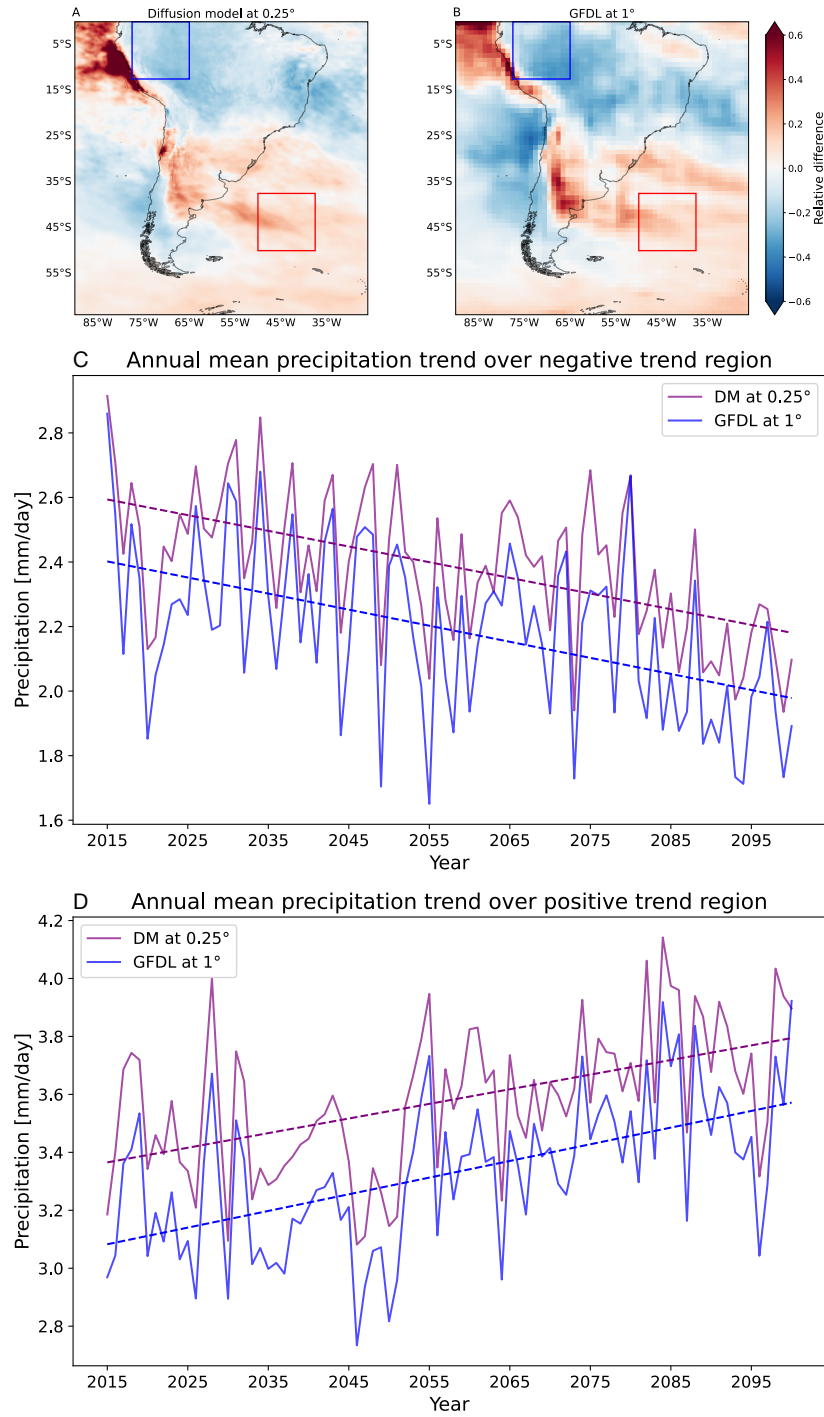 A Diffusion model at 0.25°
5°S
15°S
25°S
35°S
45°S
55°S
85°W 75°W 65°W 55°W 45°W 35°W
B GFDL at 1°
5°S
15°S
25°S
35°S
45°S
55°S
85°W 75°W 65°W 55°W 45°W 35°W
0.6
0.4
0.2
0.0
−0.2
−0.4
−0.6
Relative difference
C Annual mean precipitation trend over negative trend region
DM at 0.25°
GFDL at 1°
Precipitation [mm/day]
2.8
2.6
2.4
2.2
2.0
1.8
1.6
2015 2025 2035 2045 2055 2065 2075 2085 2095
Year
D Annual mean precipitation trend over positive trend region
DM at 0.25°
GFDL at 1°
Precipitation [mm/day]
4.2
4.0
3.8
3.6
3.4
3.2
3.0
2.8
2015 2025 2035 2045 2055 2065 2075 2085 2095
Year